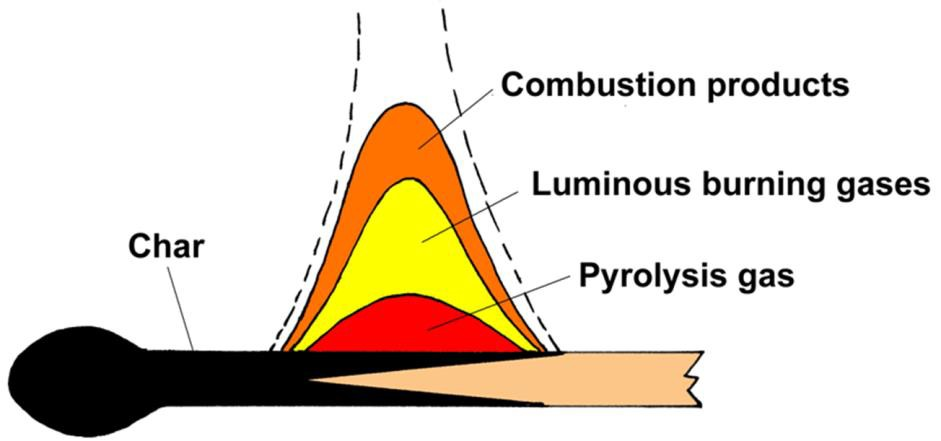 Combustion products
Luminous burning gases
Char
Pyrolysis gas